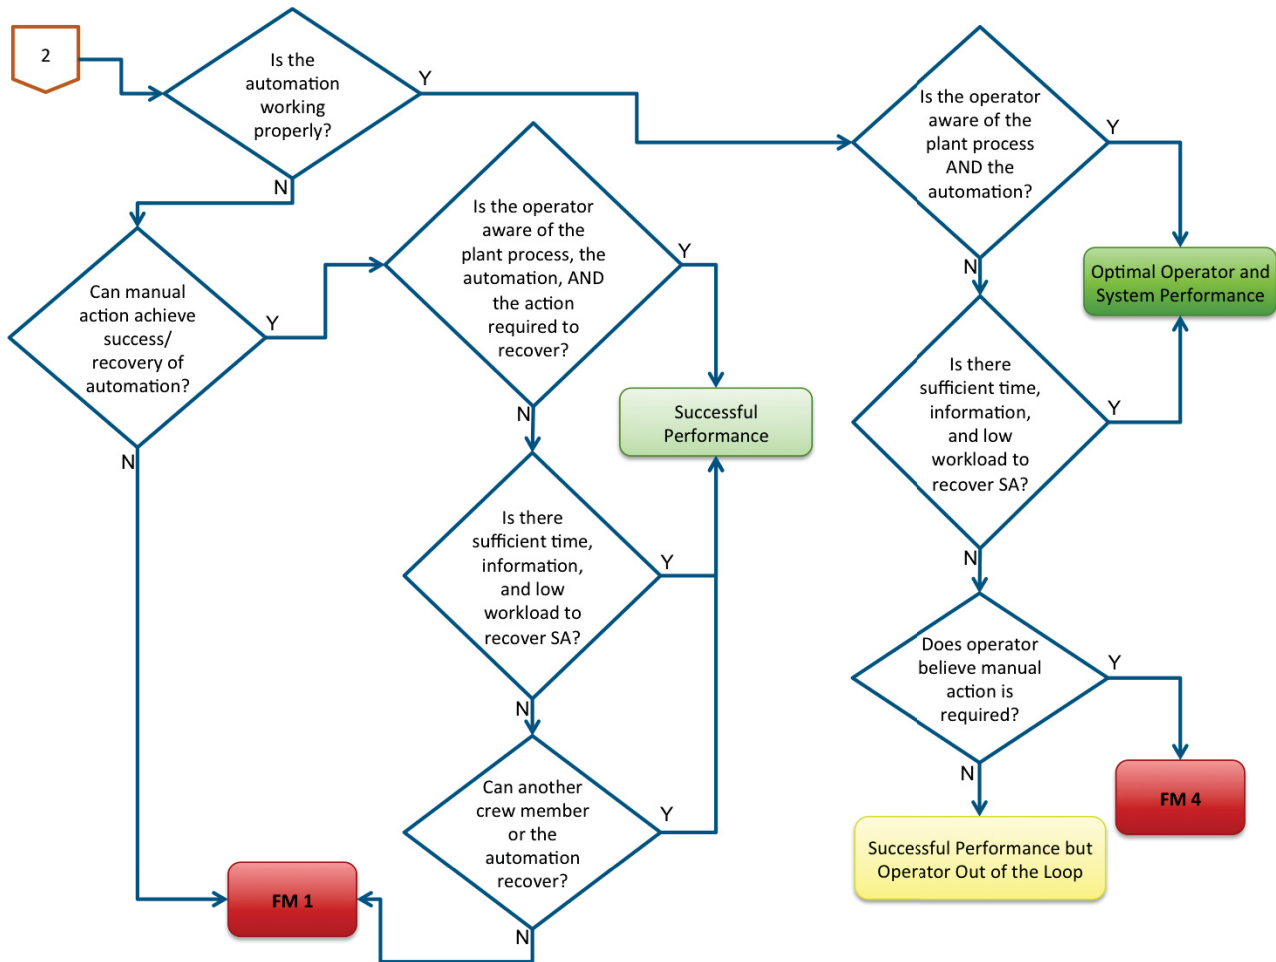 2
Is the
automation
working
properly?
Y
N
Is the operator
aware of the
plant process
AND the
automation?
Y
N
Can manual
action achieve
success/
recovery of
automation?
Y
N
Is the operator
aware of the
plant process, the
automation, AND
the action
required to
recover?
Y
N
Optimal Operator and
System Performance
Successful
Performance
Is there
sufficient time,
information,
and low
workload to
recover SA?
Y
N
Is there
sufficient time,
information,
and low
workload to
recover SA?
Y
N
Does operator
believe manual
action is
required?
Y
N
Can another
crew member
or the
automation
recover?
Y
N
FM 4
Successful Performance but
Operator Out of the Loop
FM 1